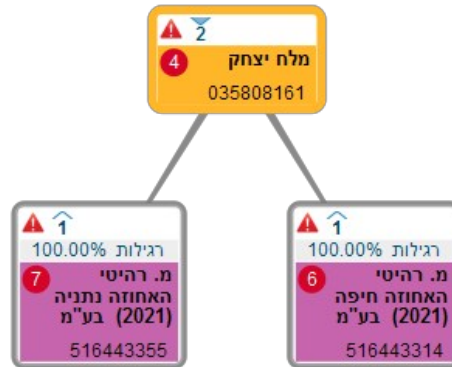 2
4
מלח יצחק
035808161
1
רגילות 100.00%
7
מ. רהיטי
האחוזה נתניה
(2021) בע"מ
516443355
1
רגילות 100.00%
6
מ. רהיטי
האחוזה חיפה
(2021) בע"מ
516443314